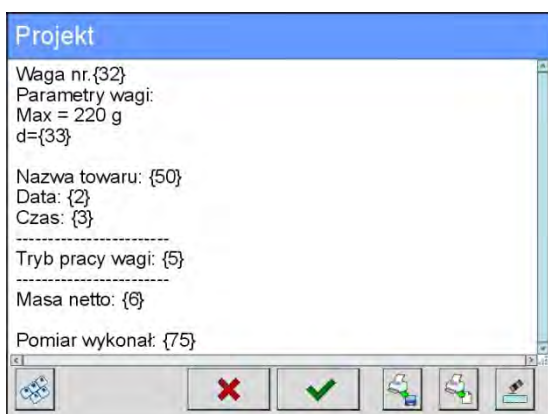 Projekt
Waga nr.{32}
Parametry wagi:
Max = 220 g
d={33}
Nazwa towaru: {50}
Data: {2}
Czas: {3}
-----------------------
Tryb pracy wagi: {5}
-----------------------
Masa netto: {6}
Pomiar wykonał: {75}